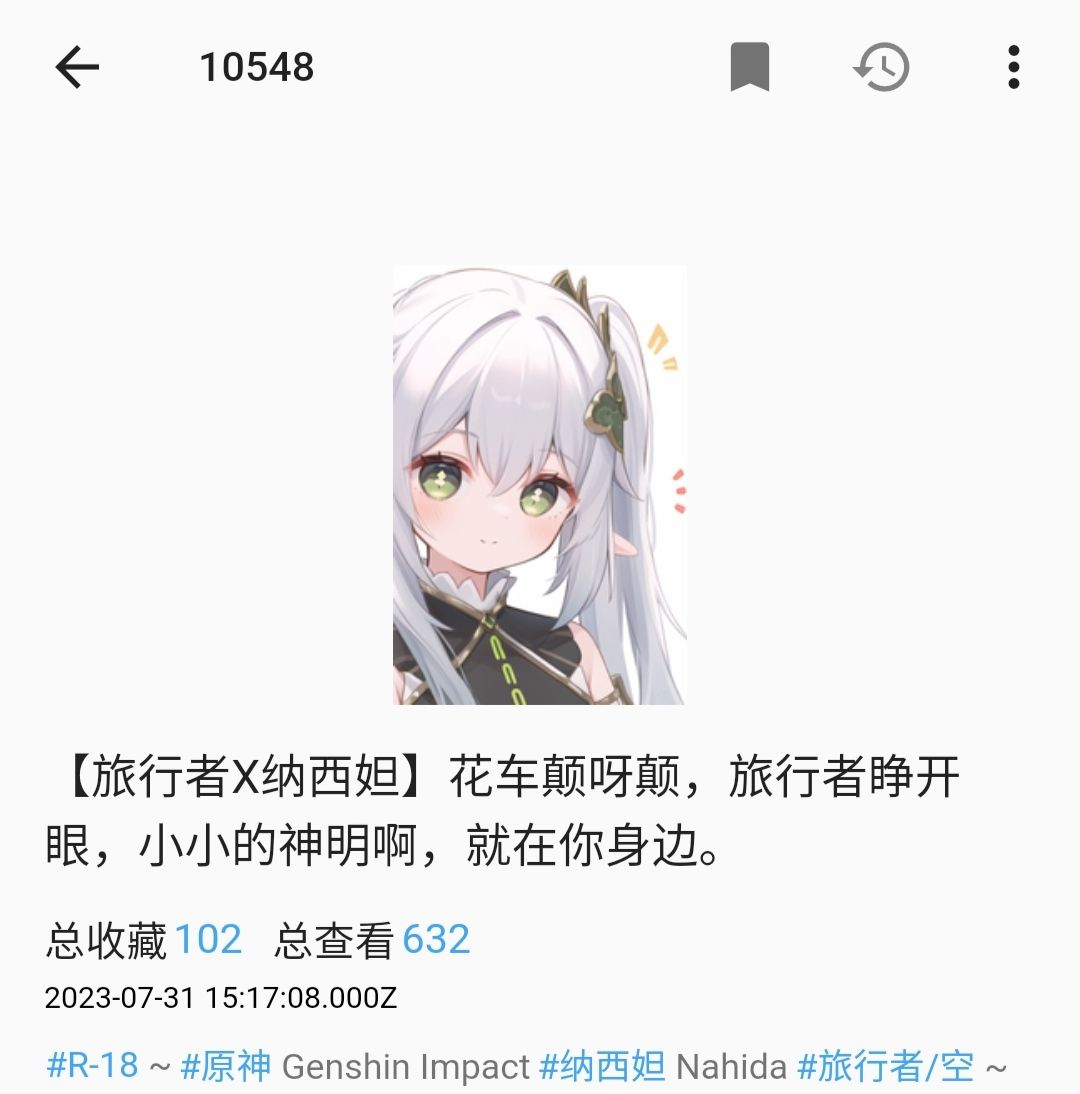 10548
【旅行者X纳西妲】花车颠呀颠，旅行者睁开
眼，小小的神明啊，就在你身边。
总收藏 102 总查看 632
2023-07-31 15:17:08.000Z
#R-18 ~ #原神 Genshin Impact #纳西妲 Nahida #旅行者/空 ~